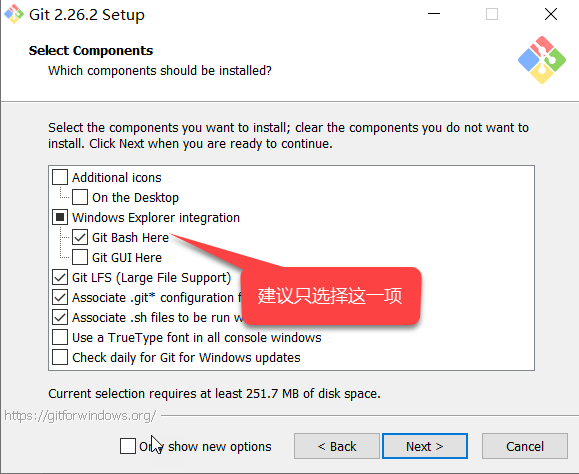 Git 2.26.2 Setup
Select Components
Which components should be installed?
Select the components you want to install; clear the components you do not want to
install. Click Next when you are ready to continue.
Additional icons
On the Desktop
Windows Explorer integration
Git Bash Here
Git GUI Here
Git LFS (Large File Support)
建议只选择这一项
Associate .git* configuration
Associate .sh files to be run
Use a TrueType font in all console windows
Check daily for Git for Windows updates
Current selection requires at least 251.7 MB of disk space.
https://gitforwindows.org/
Only show new options
< Back
Next >
Cancel